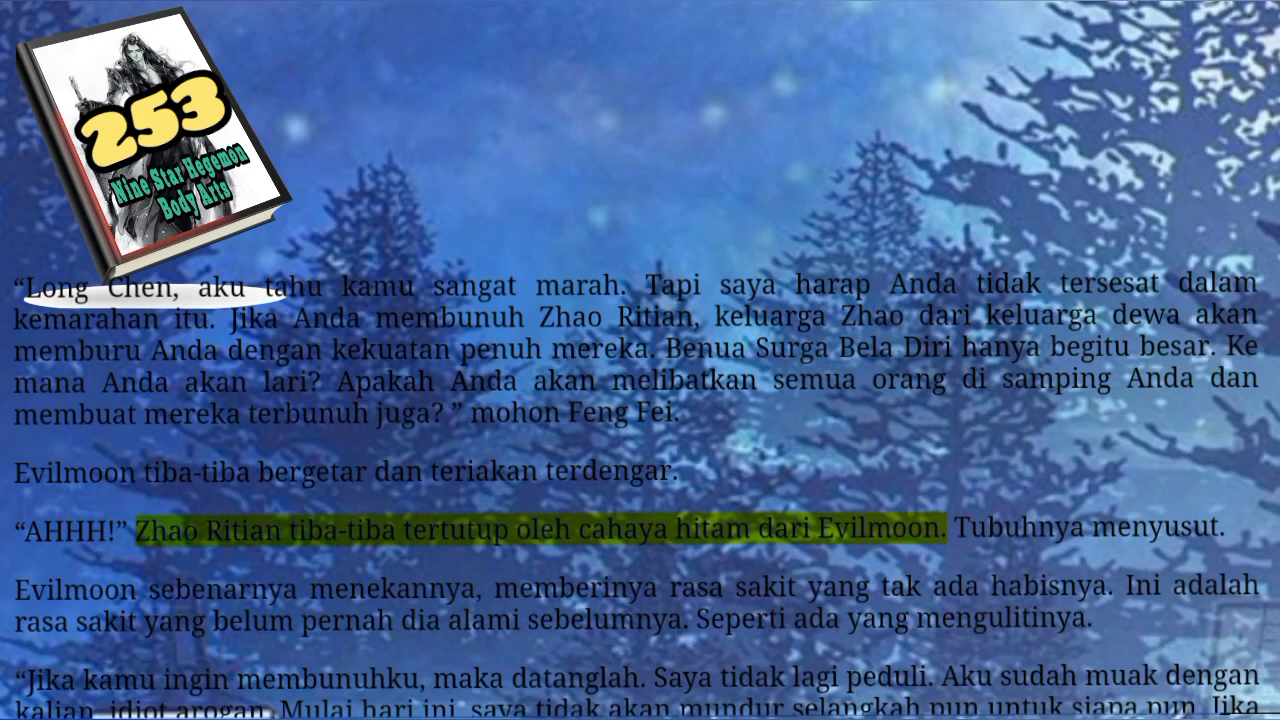 253
Nine Star Hegemon
Body Arts
“Long Chen, aku tahu kamu sangat marah. Tapi saya harap Anda tidak tersesat dalam
kemarahan itu. Jika Anda membunuh Zhao Ritian, keluarga Zhao dari keluarga dewa akan
memburu Anda dengan kekuatan penuh mereka. Benua Surga Bela Diri hanya begitu besar. Ke
mana Anda akan lari? Apakah Anda akan melibatkan semua orang di samping Anda dan
membuat mereka terbunuh juga? ” mohon Feng Fei.
Evilmoon tiba-tiba bergetar dan teriakan terdengar.
“AHHH!” Zhao Ritian tiba-tiba tertutup oleh cahaya hitam dari Evilmoon. Tubuhnya menyusut.
Evilmoon sebenarnya menekannya, memberinya rasa sakit yang tak ada habisnya. Ini adalah
rasa sakit yang belum pernah dia alami sebelumnya. Seperti ada yang mengulitinya.
“Jika kamu ingin membunuhku, maka datanglah. Saya tidak lagi peduli. Aku sudah muak dengan
kalian, idiot arogan. Mulai hari ini, saya tidak akan mundur selangkah pun untuk siapa pun. Jika